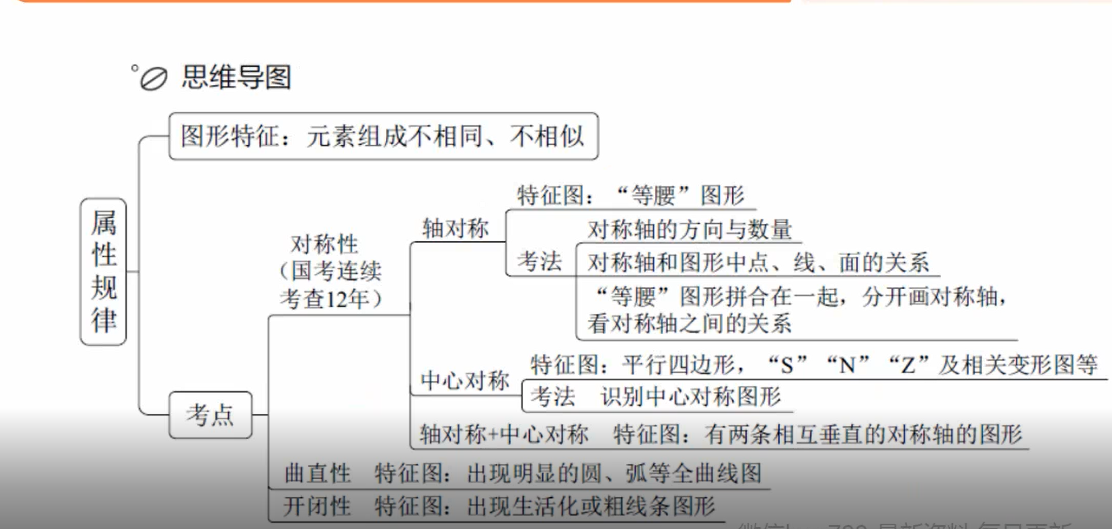 思维导图
图形特征：元素组成不相同、不相似
属性规律
考点
对称性
（国考连续
考查12年）
轴对称
特征图：“等腰”图形
考法
对称轴的方向与数量
对称轴和图形中点、线、面的关系
“等腰”图形拼合在一起，分开画对称轴，
看对称轴之间的关系
中心对称
特征图：平行四边形，“S”“N”“Z”及相关变形图等
考法 识别中心对称图形
轴对称+中心对称 特征图：有两条相互垂直的对称轴的图形
曲直性 特征图：出现明显的圆、弧等全曲线图
开闭性 特征图：出现生活化或粗线条图形